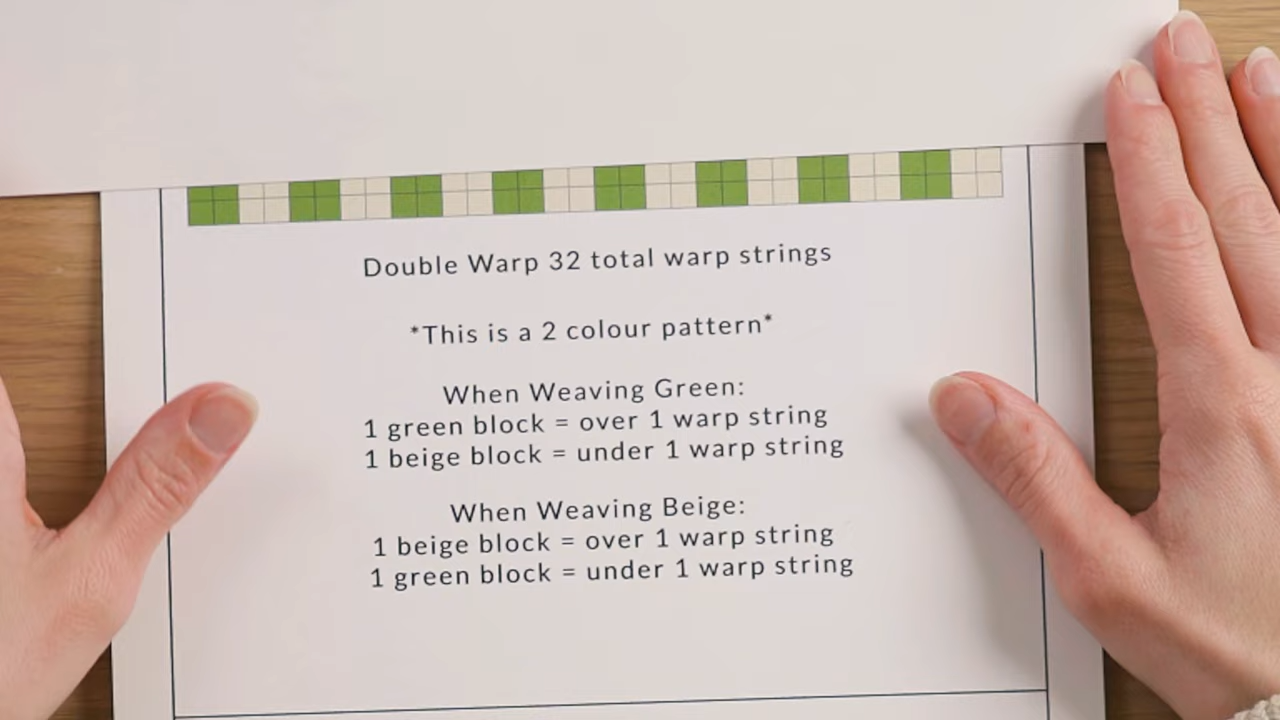 Double Warp 32 total warp strings
*This is a 2 colour pattern*
When Weaving Green:
1 green block = over 1 warp string
1 beige block = under 1 warp string
When Weaving Beige:
1 beige block = over 1 warp string
1 green block = under 1 warp string